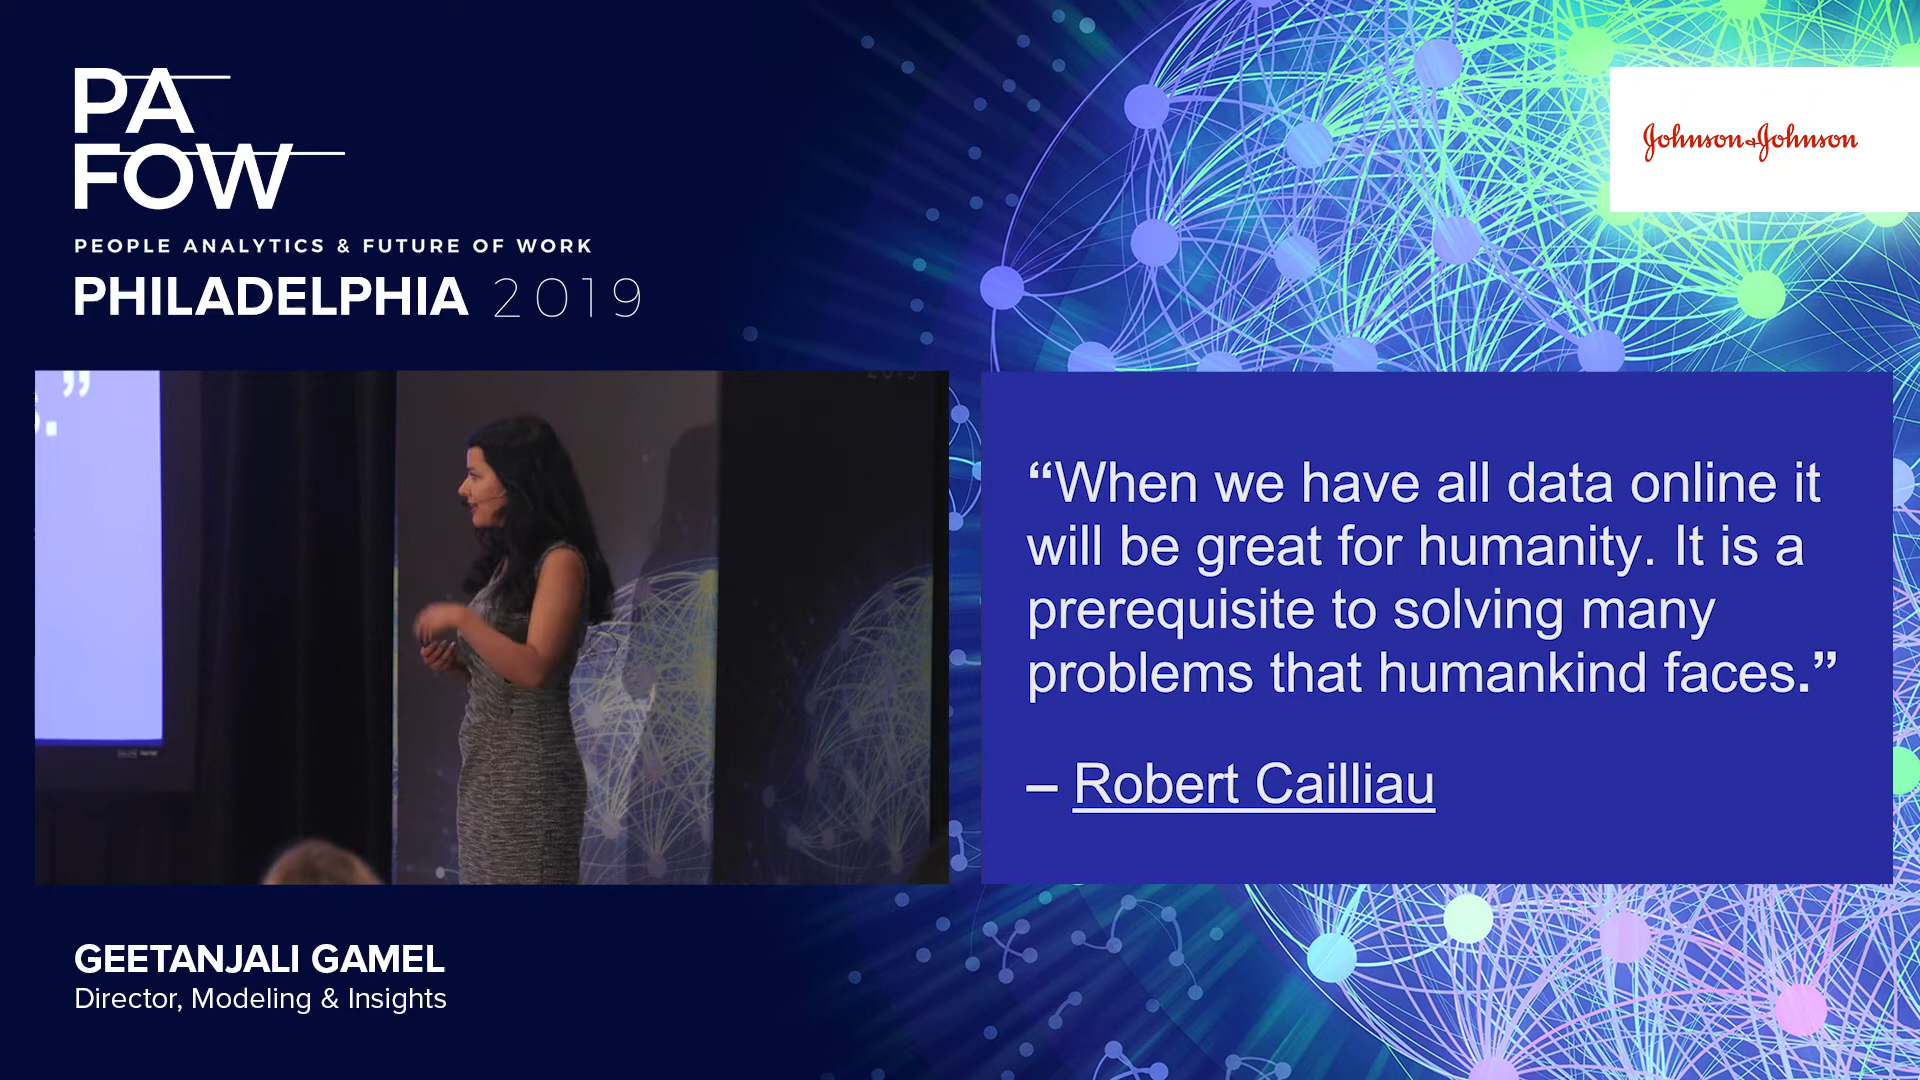 PA
FOW
PEOPLE ANALYTICS & FUTURE OF WORK
PHILADELPHIA 2019
Johnson&Johnson
s.”
“When we have all data online it
will be great for humanity. It is a
prerequisite to solving many
problems that humankind faces.”
– Robert Cailliau
GEETANJALI GAMEL
Director, Modeling & Insights